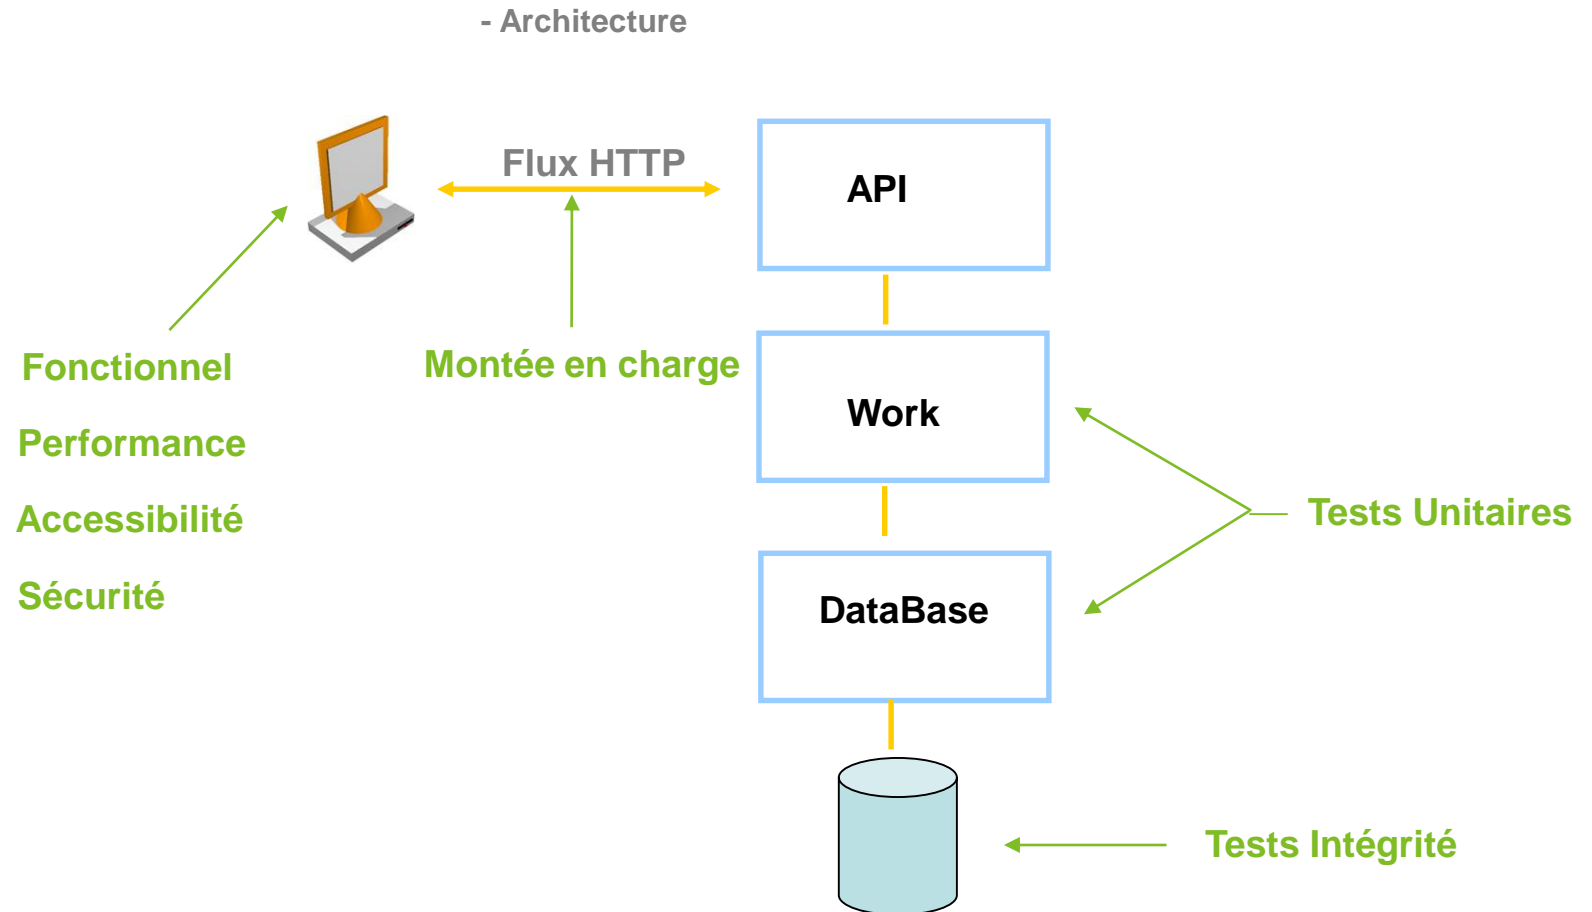 - Architecture
Flux HTTP
API
Fonctionnel
Montée en charge
Work
Performance
Accessibilité
Tests Unitaires
Sécurité
DataBase
Tests Intégrité